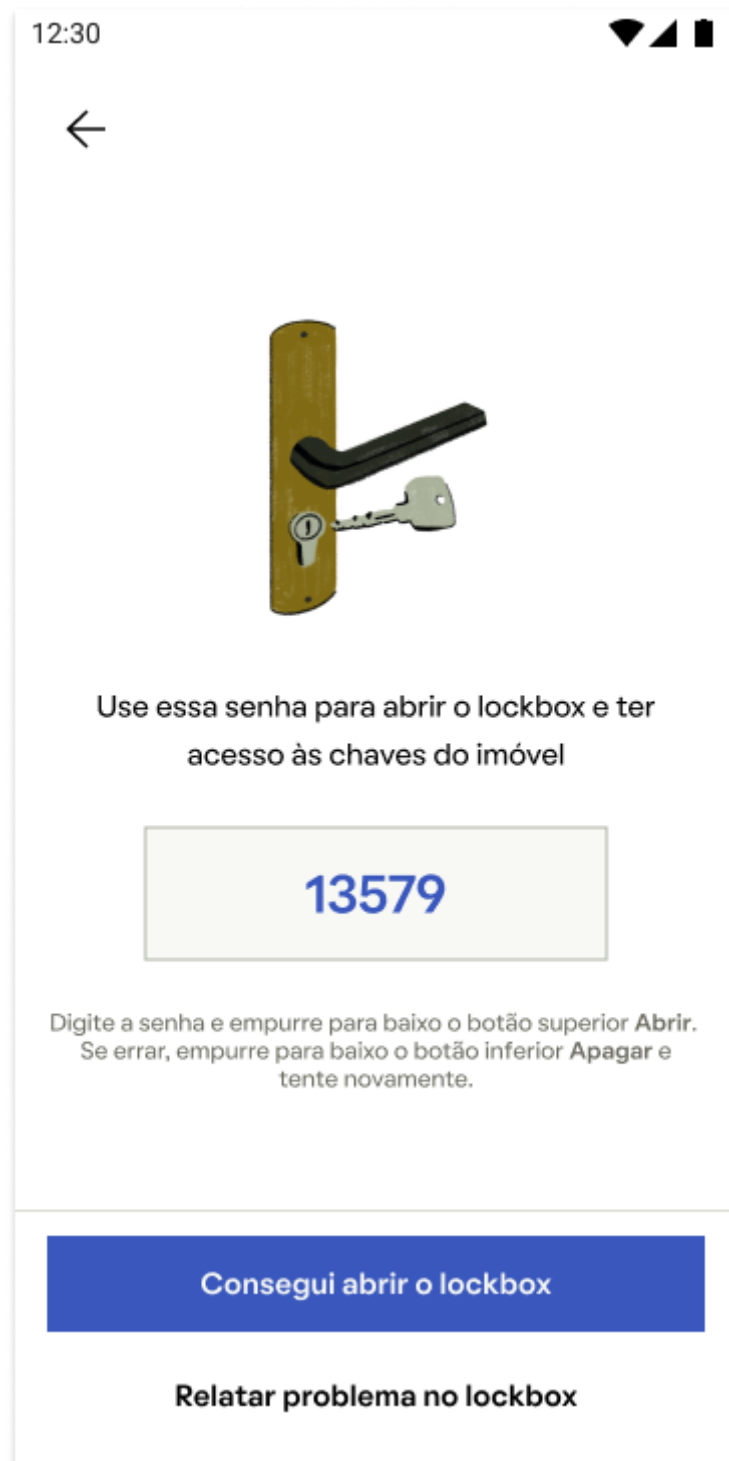 12:30
Use essa senha para abrir o lockbox e ter
acesso às chaves do imóvel
13579
Digite a senha e empurre para baixo o botão superior Abrir.
Se errar, empurre para baixo o botão inferior Apagar e
tente novamente.
Consegui abrir o lockbox
Relatar problema no lockbox